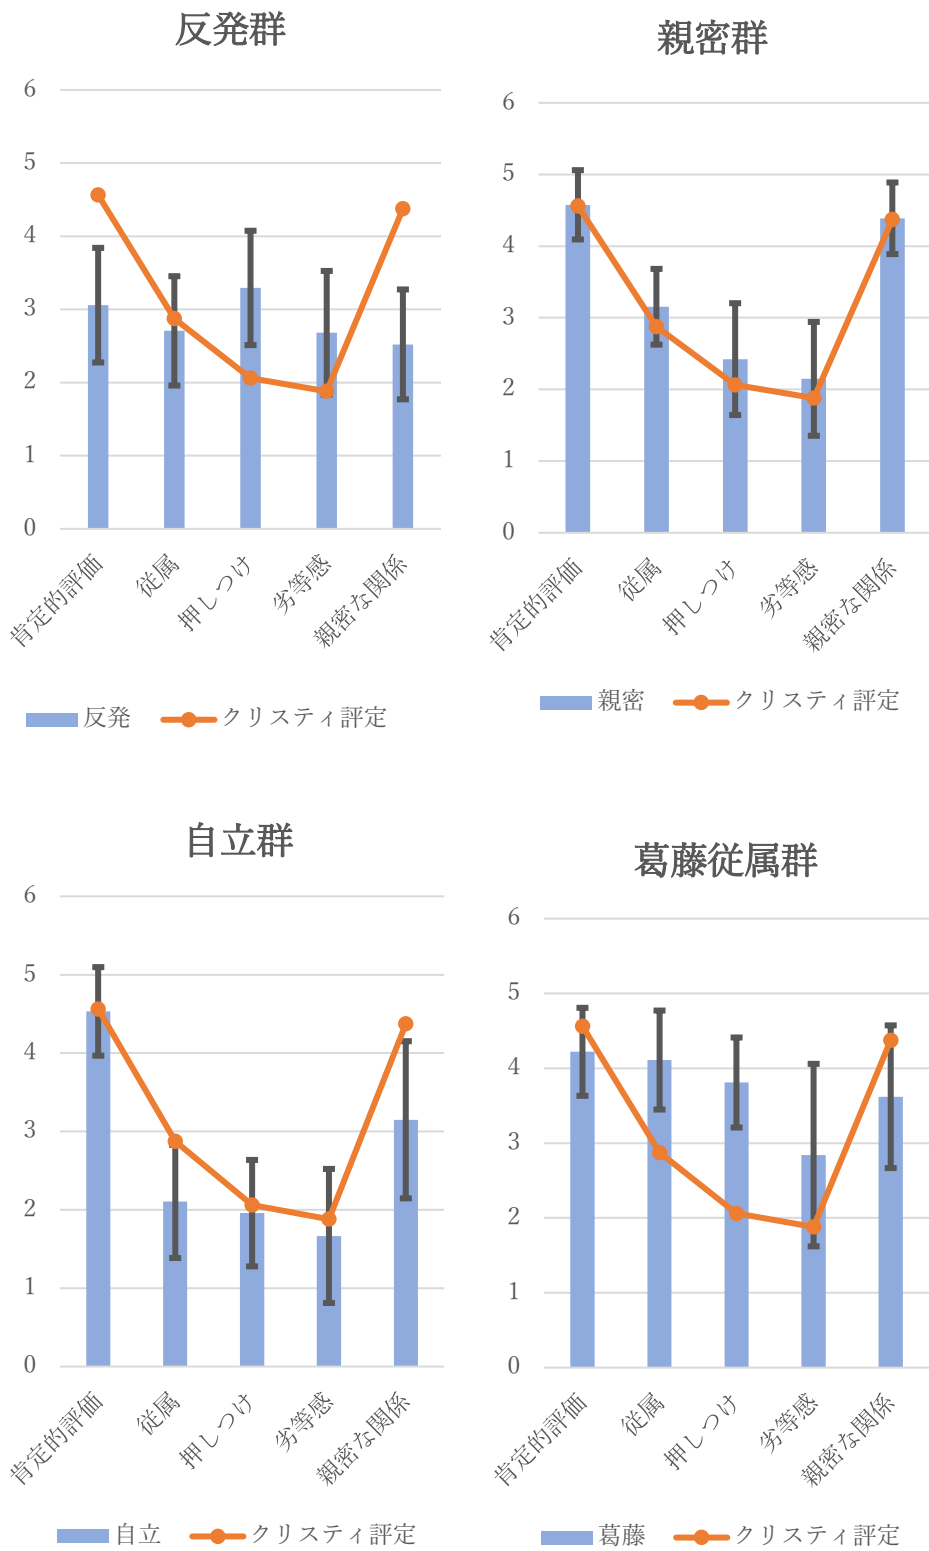 反発群
6
5
4
3
2
1
0
肯定的評価
従属
押しつけ
劣等感
親密な関係
反発
クリスティ評定
親密群
6
5
4
3
2
1
0
肯定的評価
従属
押しつけ
劣等感
親密な関係
親密
クリスティ評定
自立群
6
5
4
3
2
1
0
肯定的評価
従属
押しつけ
劣等感
親密な関係
自立
クリスティ評定
葛藤従属群
6
5
4
3
2
1
0
肯定的評価
従属
押しつけ
劣等感
親密な関係
葛藤
クリスティ評定